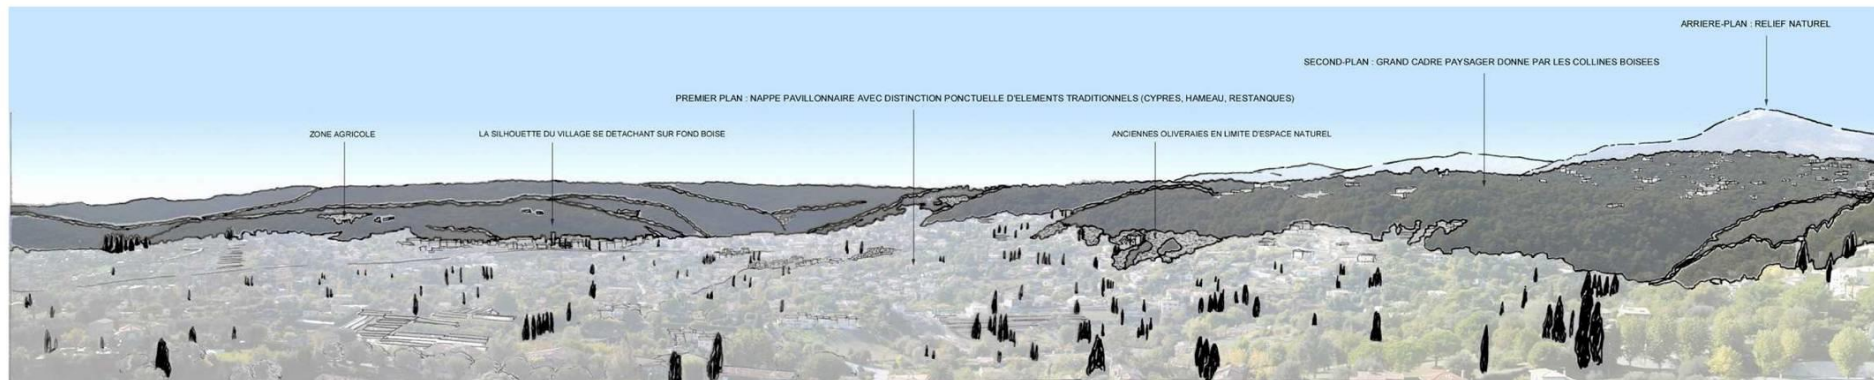 ARRIERE-PLAN : RELIEF NATUREL
SECOND-PLAN : GRAND CADRE PAYSAGER DONNE PAR LES COLLINES BOISEES
PREMIER PLAN : NAPPE PAVILLONNAIRE AVEC DISTINCTION PONCTUELLE D'ELEMENTS TRADITIONNELS (CYPRES, HAMEAU, RESTANQUES)
ZONE AGRICOLE
LA SILHOUETTE DU VILLAGE SE DETACHANT SUR FOND BOISE
ANCIENNES OLIVERAIES EN LIMITE D'ESPACE NATUREL